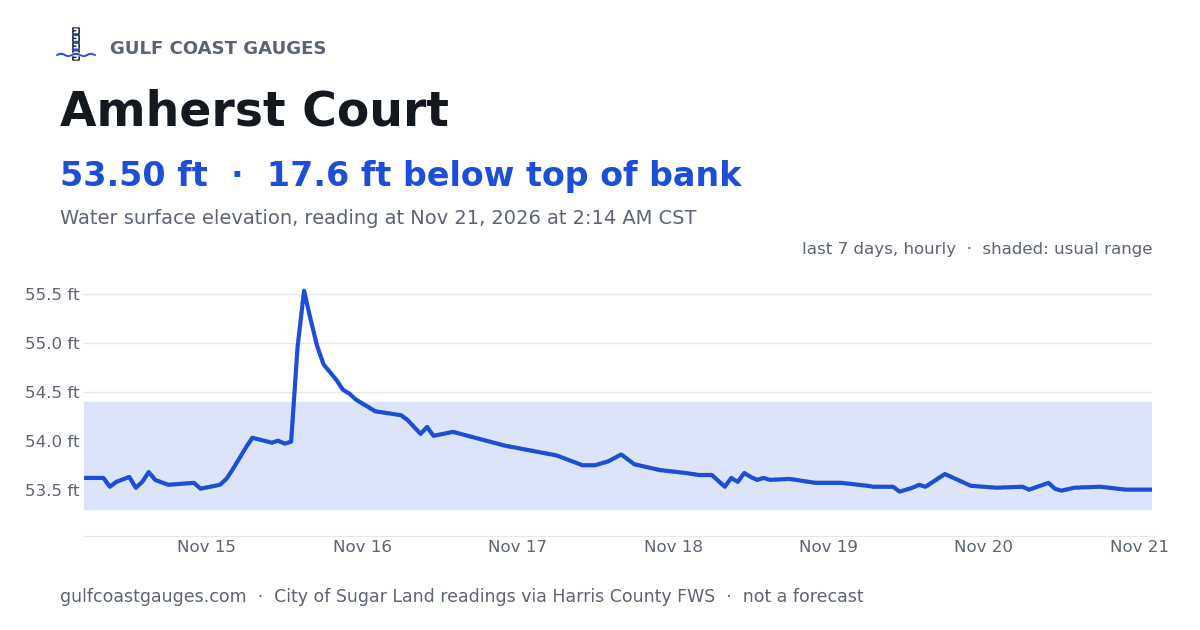 GULF COAST GAUGES
Amherst Court
53.50 ft · 17.6 ft below top of bank
Water surface elevation, reading at Nov 21, 2026 at 2:14 AM CST
last 7 days, hourly · shaded: usual range
55.5 ft
55.0 ft
54.5 ft
54.0 ft
53.5 ft
Nov 15 Nov 16 Nov 17 Nov 18 Nov 19 Nov 20 Nov 21
gulfcoastgauges.com · City of Sugar Land readings via Harris County FWS · not a forecast